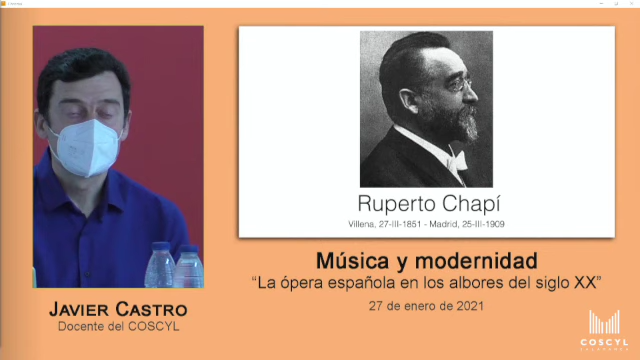 Ruperto Chapí
Villena, 27-III-1851 - Madrid, 25-III-1909
Música y modernidad
“La ópera española en los albores del siglo XX”
27 de enero de 2021
JAVIER CASTRO
Docente del COSCYL
COSCYL
SALAMANCA